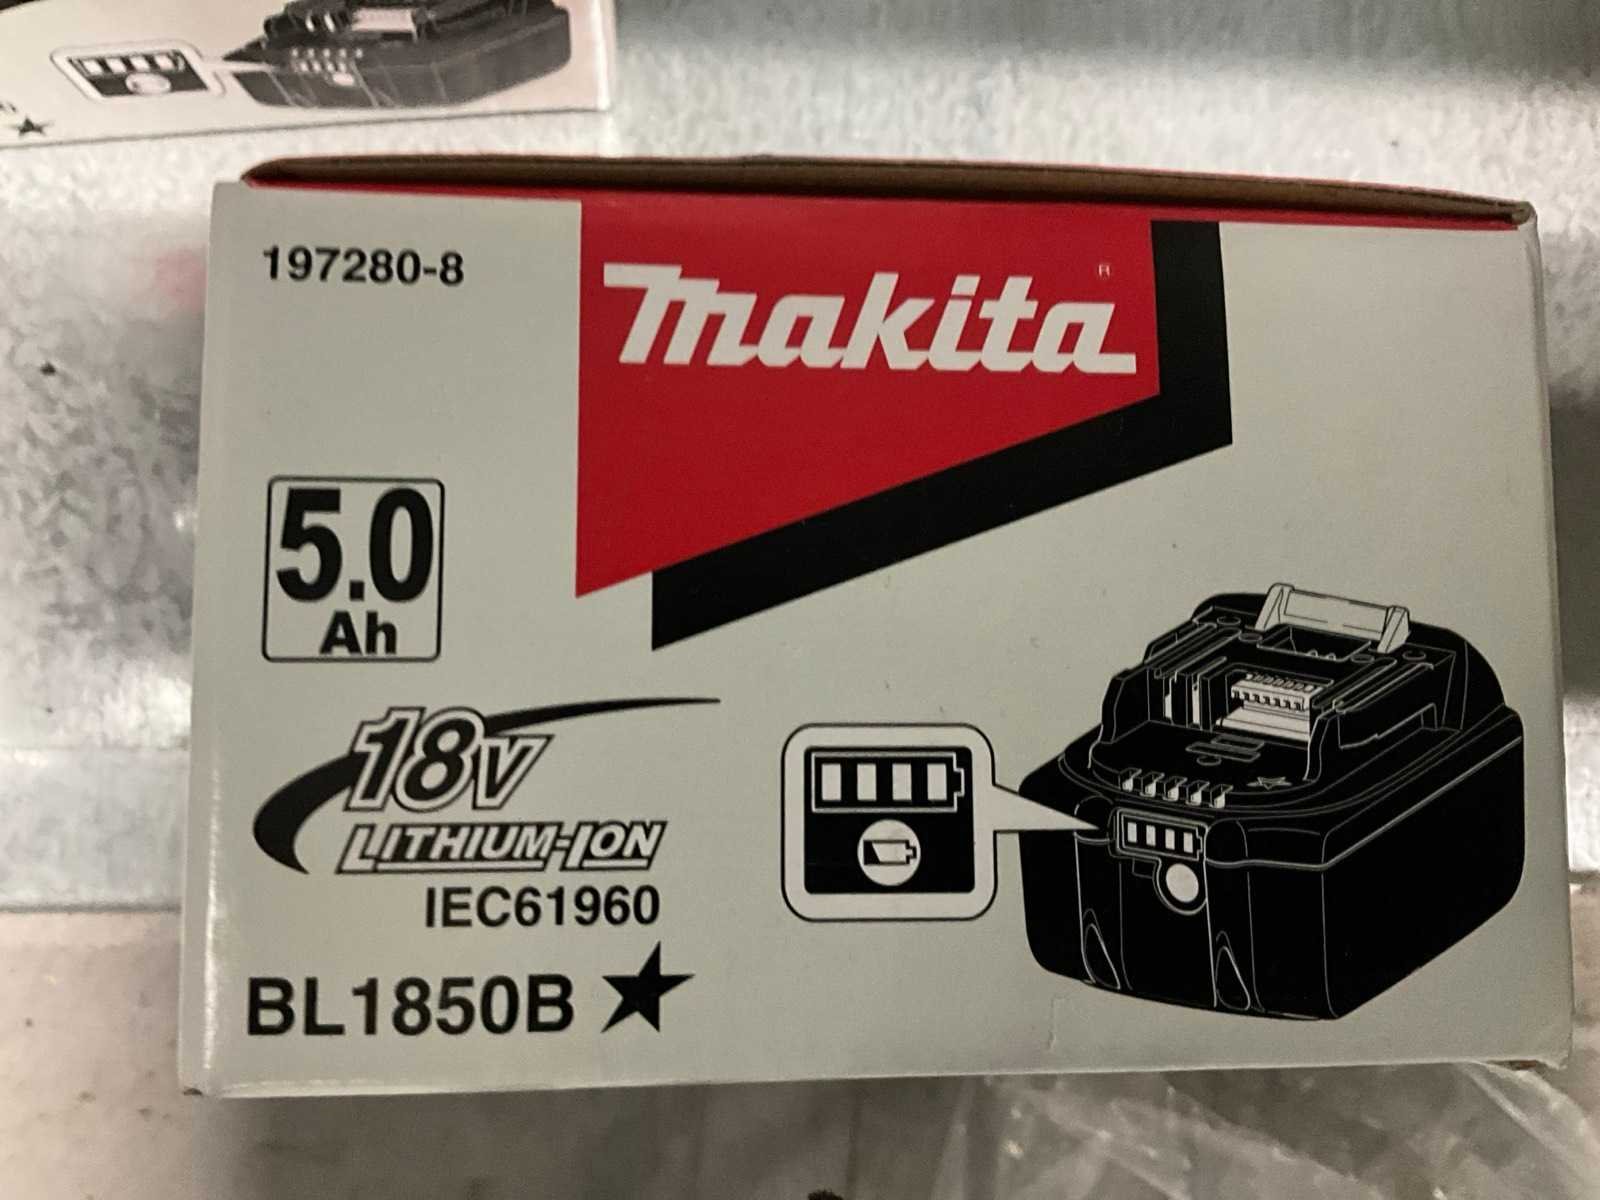 197280-8
makita
R
5.0
Ah
18V
LITHIUM-ION
IEC61960
BL1850B ★